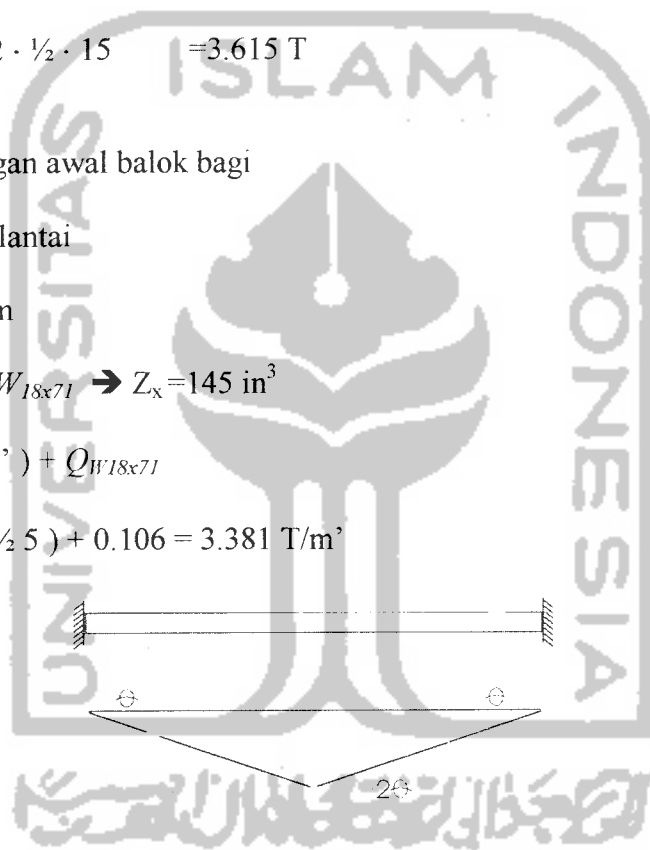 2 · ½ · 15 =3.615 T
ISLAM
gan awal balok bagi
lantai
n
W18x71 ➔ Zx=145 in³
’ ) + QW18x71
½ 5 ) + 0.106 = 3.381 T/m’
UNIVERSITAS
INDONESIA
Θ Θ
2Θ